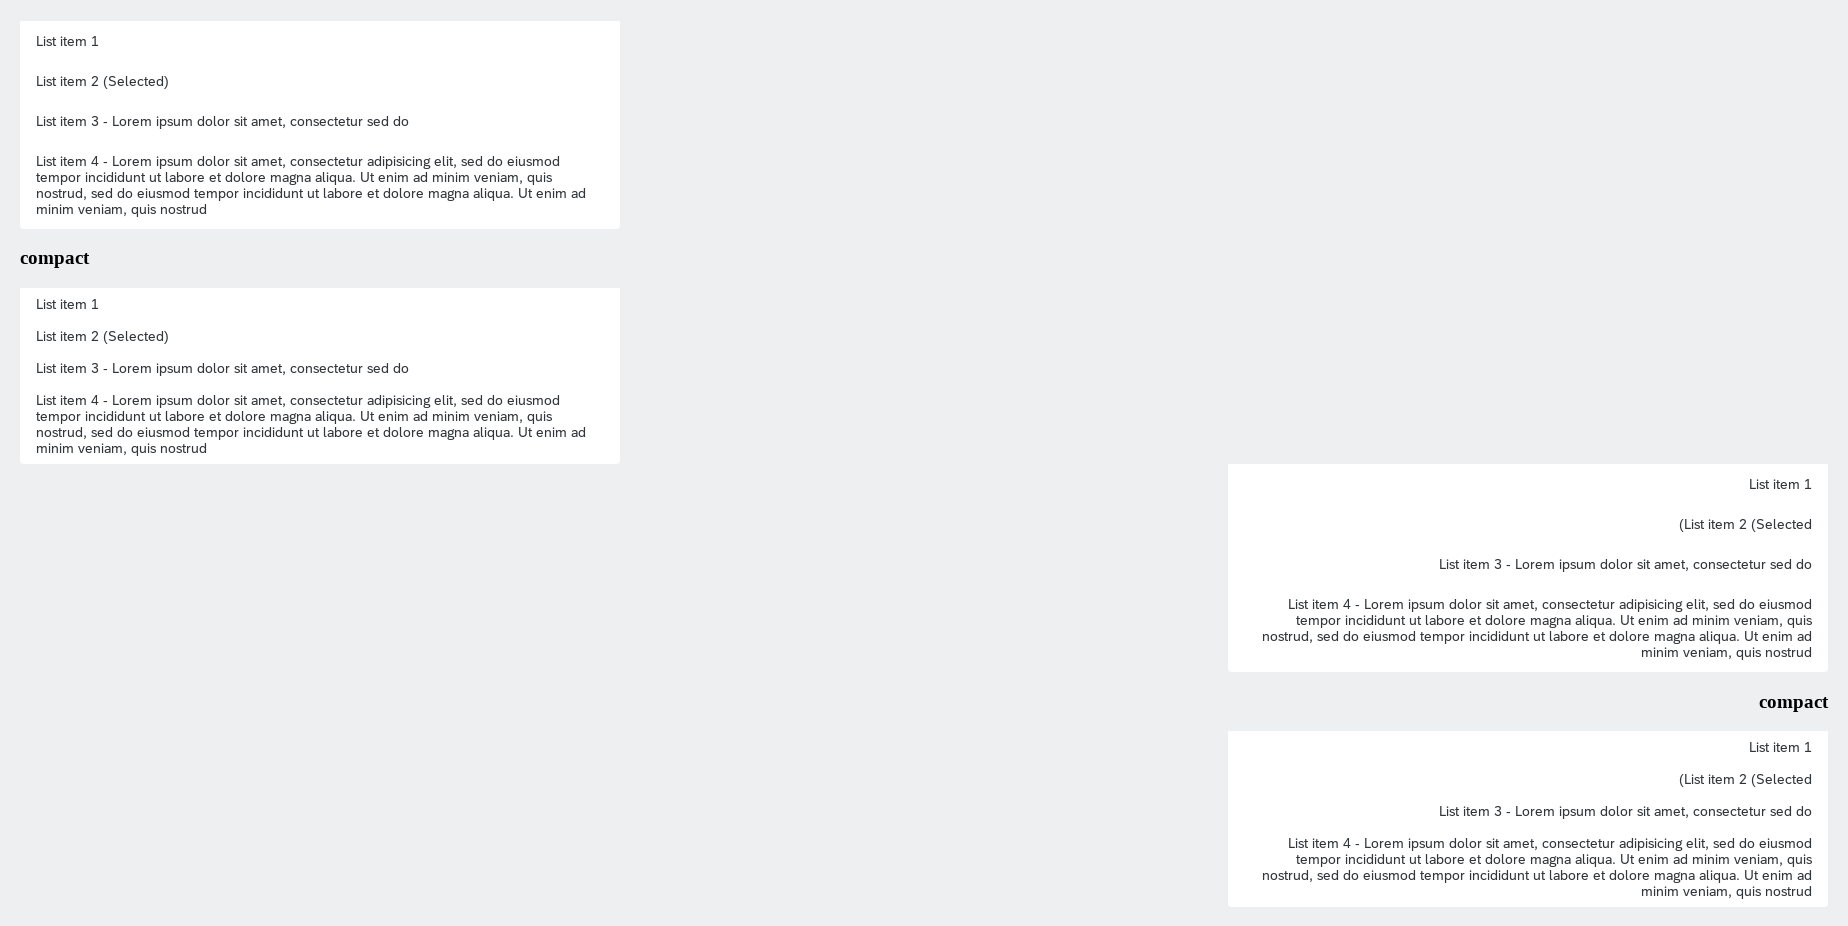 List item 1
List item 2 (Selected)
List item 3 - Lorem ipsum dolor sit amet, consectetur sed do
List item 4 - Lorem ipsum dolor sit amet, consectetur adipisicing elit, sed do eiusmod
tempor incididunt ut labore et dolore magna aliqua. Ut enim ad minim veniam, quis
nostrud, sed do eiusmod tempor incididunt ut labore et dolore magna aliqua. Ut enim ad
minim veniam, quis nostrud
compact
List item 1
List item 2 (Selected)
List item 3 - Lorem ipsum dolor sit amet, consectetur sed do
List item 4 - Lorem ipsum dolor sit amet, consectetur adipisicing elit, sed do eiusmod
tempor incididunt ut labore et dolore magna aliqua. Ut enim ad minim veniam, quis
nostrud, sed do eiusmod tempor incididunt ut labore et dolore magna aliqua. Ut enim ad
minim veniam, quis nostrud
List item 1
(List item 2 (Selected
List item 3 - Lorem ipsum dolor sit amet, consectetur sed do
List item 4 - Lorem ipsum dolor sit amet, consectetur adipisicing elit, sed do eiusmod
tempor incididunt ut labore et dolore magna aliqua. Ut enim ad minim veniam, quis
nostrud, sed do eiusmod tempor incididunt ut labore et dolore magna aliqua. Ut enim ad
minim veniam, quis nostrud
compact
List item 1
(List item 2 (Selected
List item 3 - Lorem ipsum dolor sit amet, consectetur sed do
List item 4 - Lorem ipsum dolor sit amet, consectetur adipisicing elit, sed do eiusmod
tempor incididunt ut labore et dolore magna aliqua. Ut enim ad minim veniam, quis
nostrud, sed do eiusmod tempor incididunt ut labore et dolore magna aliqua. Ut enim ad
minim veniam, quis nostrud